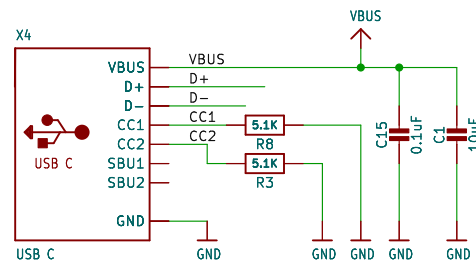 VBUS
X4
VBUS
VBUS
D+
D+
D-
D-
CC1
CC1
5.1K
R8
CC2
CC2
5.1K
R3
SBU1
SBU2
USB C
GND
C15
0.1uF
C1
10uF
USB C
GND
GND
GND
GND
GND